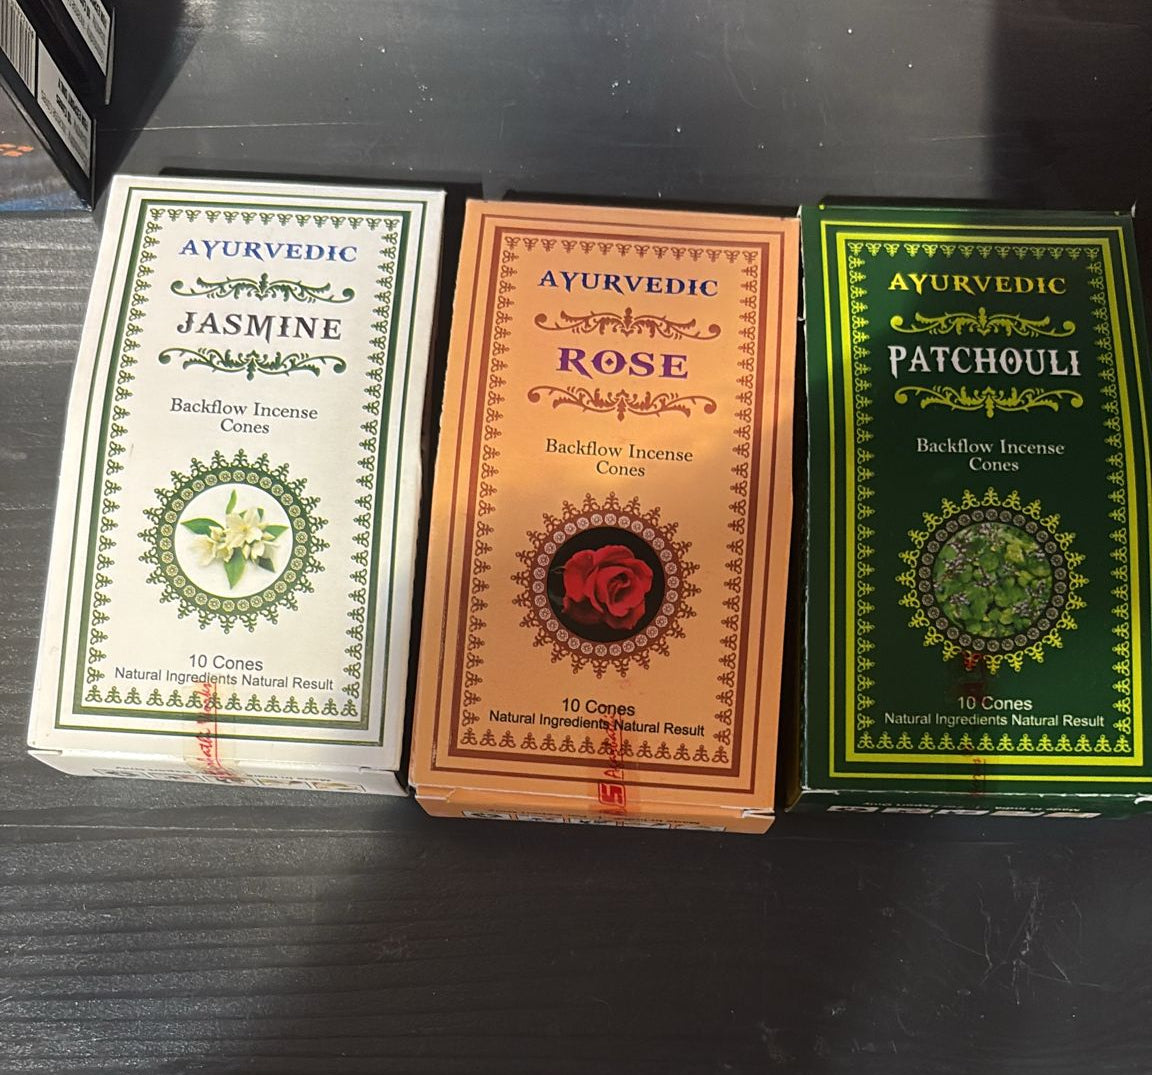 AYURVEDIC
JASMINE
Backflow Incense
Cones
10 Cones
Natural Ingredients Natural Result
AYURVEDIC
ROSE
Backflow Incense
Cones
10 Cones
Natural Ingredients Natural Result
AYURVEDIC
PATCHOULI
Backflow Incense
Cones
10 Cones
Natural Ingredients Natural Result